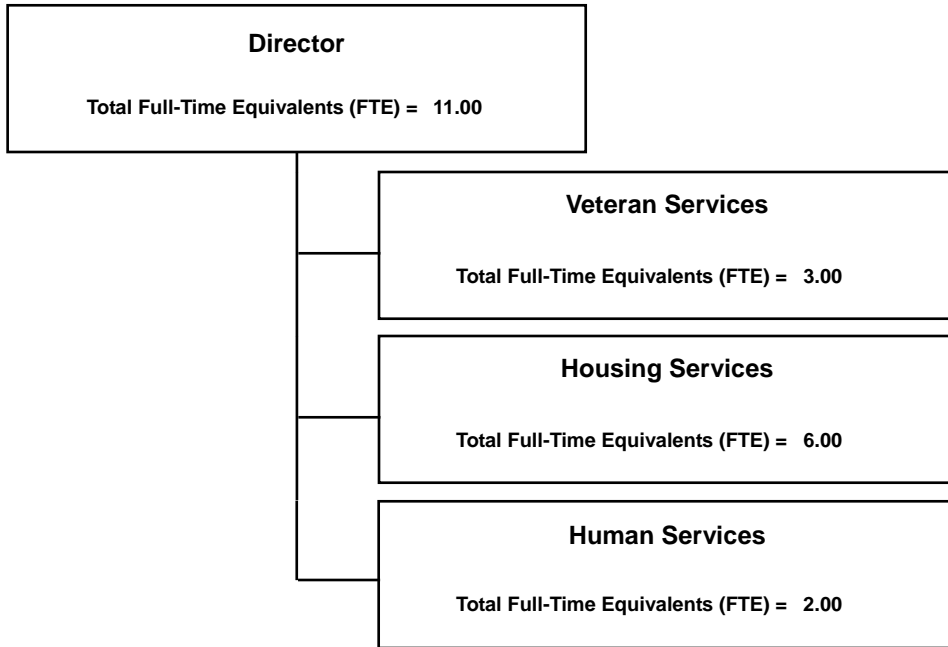 Director
Total Full-Time Equivalents (FTE) = 11.00
Veteran Services
Total Full-Time Equivalents (FTE) = 3.00
Housing Services
Total Full-Time Equivalents (FTE) = 6.00
Human Services
Total Full-Time Equivalents (FTE) = 2.00